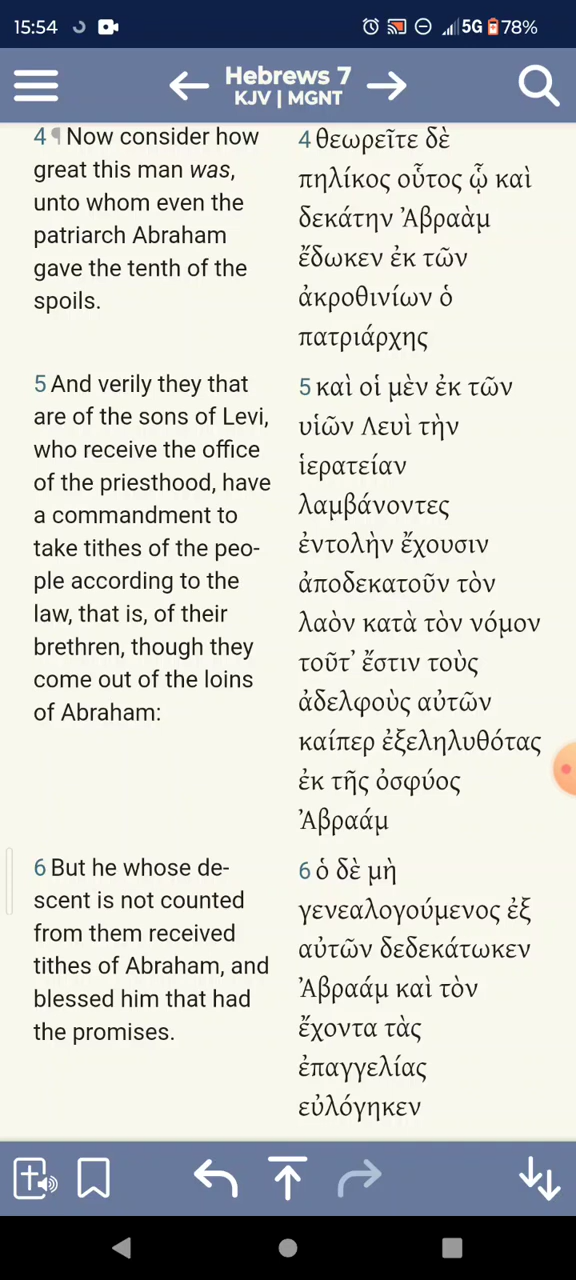 15:54
5G 78%
Hebrews 7
KJV | MGNT
4 ¶ Now consider how
great this man was,
unto whom even the
patriarch Abraham
gave the tenth of the
spoils.
4 θεωρεῖτε δὲ
πηλίκος οὗτος ᾧ καὶ
δεκάτην Ἀβραὰμ
ἔδωκεν ἐκ τῶν
ἀκροθινίων ὁ
πατριάρχης
5 And verily they that
are of the sons of Levi,
who receive the office
of the priesthood, have
a commandment to
take tithes of the peo-
ple according to the
law, that is, of their
brethren, though they
come out of the loins
of Abraham:
5 καὶ οἱ μὲν ἐκ τῶν
υἱῶν Λευὶ τὴν
ἱερατείαν
λαμβάνοντες
ἐντολὴν ἔχουσιν
ἀποδεκατοῦν τὸν
λαὸν κατὰ τὸν νόμον
τοῦτ’ ἔστιν τοὺς
ἀδελφοὺς αὐτῶν
καίπερ ἐξεληλυθότας
ἐκ τῆς ὀσφύος
Ἀβραάμ
6 But he whose de-
scent is not counted
from them received
tithes of Abraham, and
blessed him that had
the promises.
6 ὁ δὲ μὴ
γενεαλογούμενος ἐξ
αὐτῶν δεδεκάτωκεν
Ἀβραάμ καὶ τὸν
ἔχοντα τὰς
ἐπαγγελίας
εὐλόγηκεν